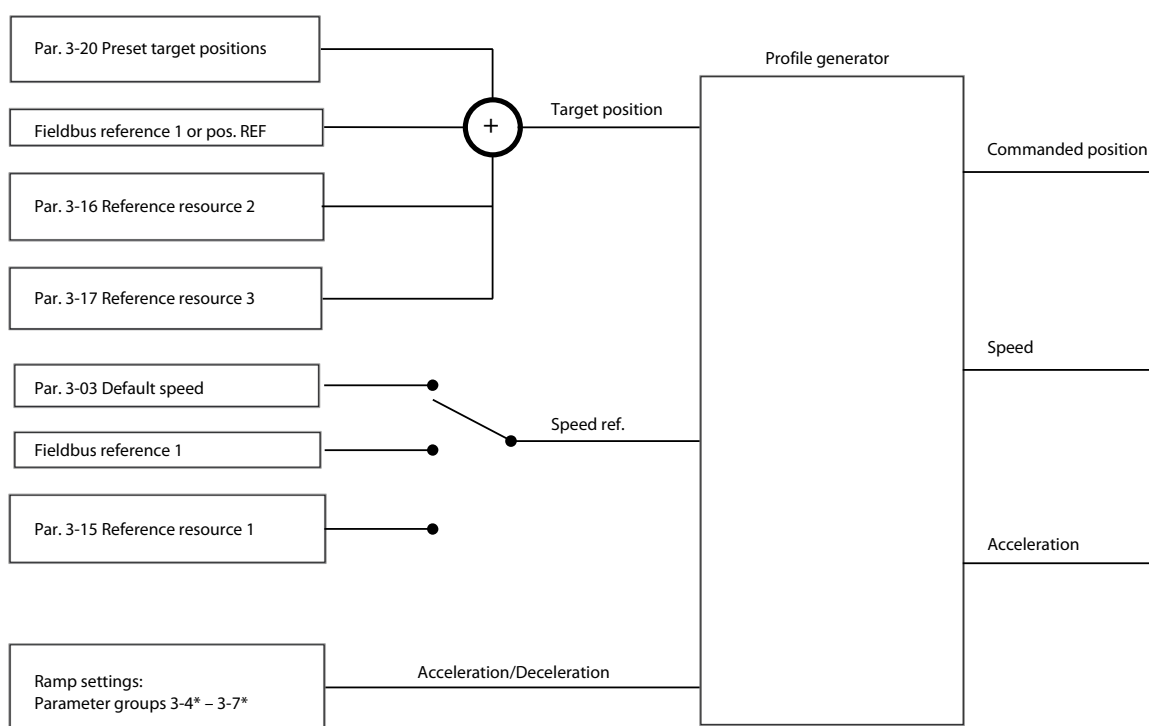 Par. 3-20 Preset target positions
Fieldbus reference 1 or pos. REF
Par. 3-16 Reference resource 2
Par. 3-17 Reference resource 3
Par. 3-03 Default speed
Fieldbus reference 1
Par. 3-15 Reference resource 1
Ramp settings:
Parameter groups 3-4* – 3-7*
+
Target position
Speed ref.
Acceleration/Deceleration
Profile generator
Commanded position
Speed
Acceleration